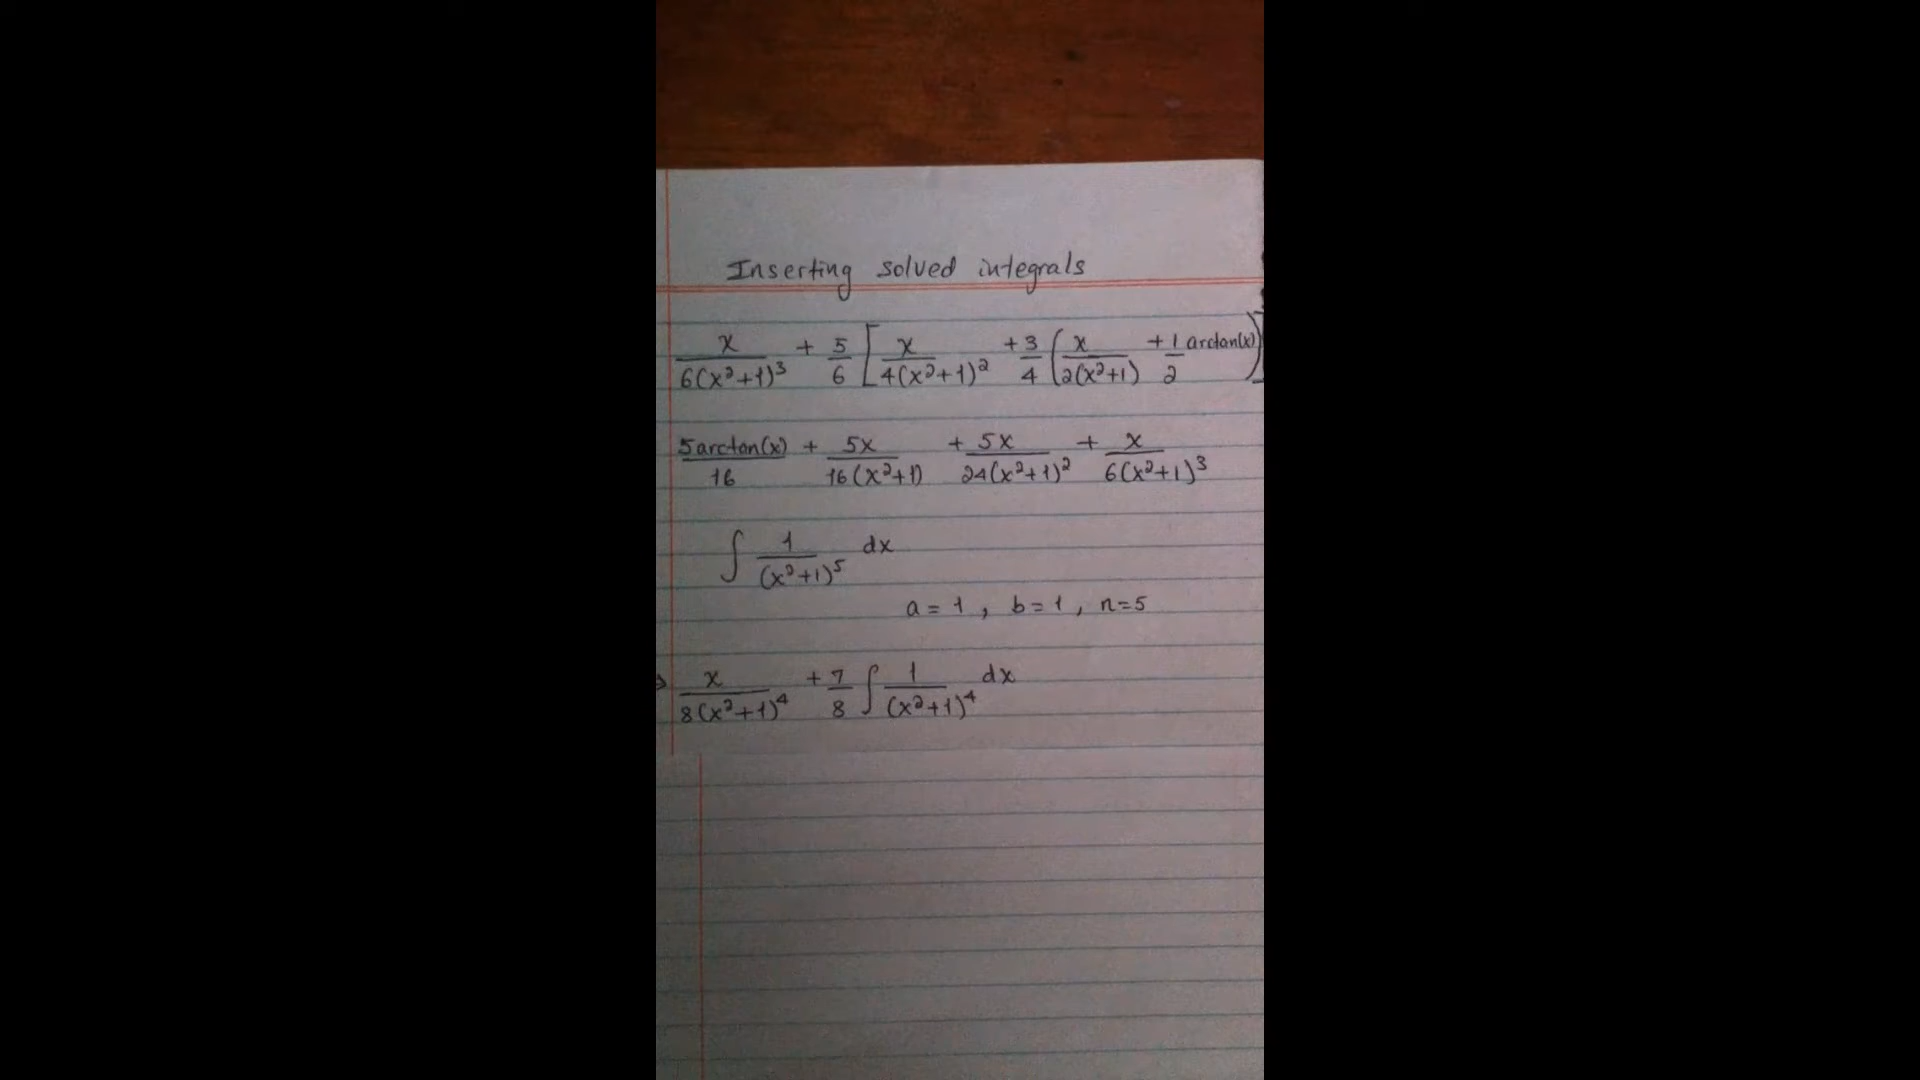 Inserting solved integrals
x/6(x²+1)³ + 5/6 [x/4(x²+1)² + 3/4 (x/2(x²+1) + 1/2 arctan(x))]
5arctan(x)/16 + 5x/16(x²+1) + 5x/24(x²+1)² + x/6(x²+1)³
∫ 1/(x²+1)⁵ dx
a = 1 , b = 1 , n = 5
→ x/8(x²+1)⁴ + 7/8 ∫ 1/(x²+1)⁴ dx